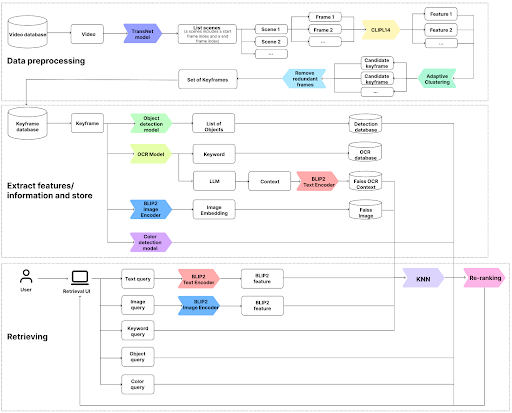 Video database
Video
TransNet
model
List scenes
(a scenes includes a start
frame index and a end
frame index)
Scene 1
Scene 2
...
Frame 1
Frame 2
...
CLIPL14
Feature 1
Feature 2
...
Data preprocessing
Set of Keyframes
Remove
redundant
frames
Candidate
keyframe
Candidate
keyframe
...
Adaptive
Clustering
Keyframe
database
Keyframe
Object
detection
model
List of
Objects
Detection
database
OCR Model
Keyword
OCR
database
LLM
Context
BLIP2
Text Encoder
Faiss OCR
Context
Extract features/
information and store
BLIP2
Image
Encoder
Image
Embedding
Faiss
Image
Color
detection
model
User
Retrieval UI
Text query
BLIP2
Text Encoder
BLIP2
feature
KNN
Re-ranking
Image
query
BLIP2
Image Encoder
BLIP2
feature
Retrieving
Keyword
query
Object
query
Color
query